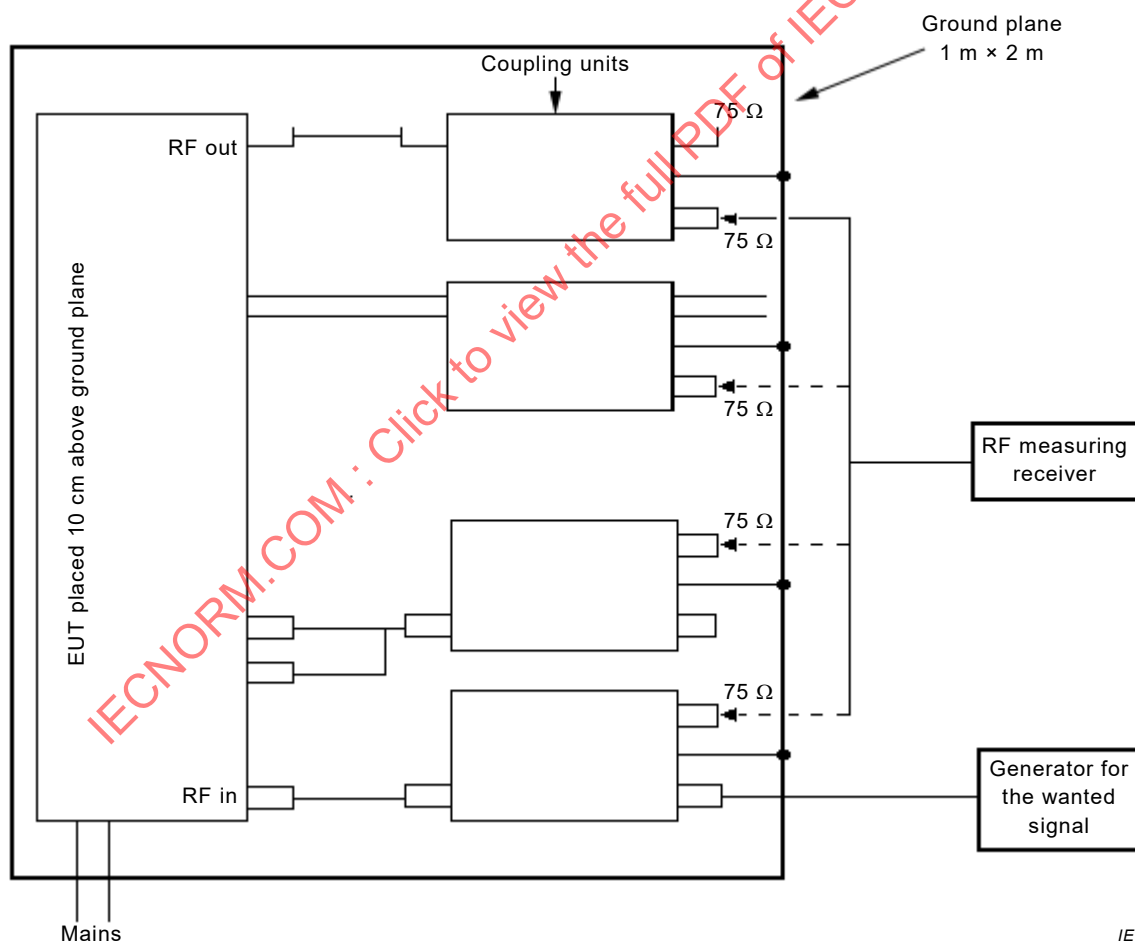 Ground plane
1 m × 2 m
Coupling units
75 Ω
RF out
75 Ω
75 Ω
EUT placed 10 cm above ground plane
RF measuring
receiver
75 Ω
75 Ω
RF in
Generator for
the wanted
signal
Mains
IE
IECNORM.COM : Click to view the full PDF of IEC